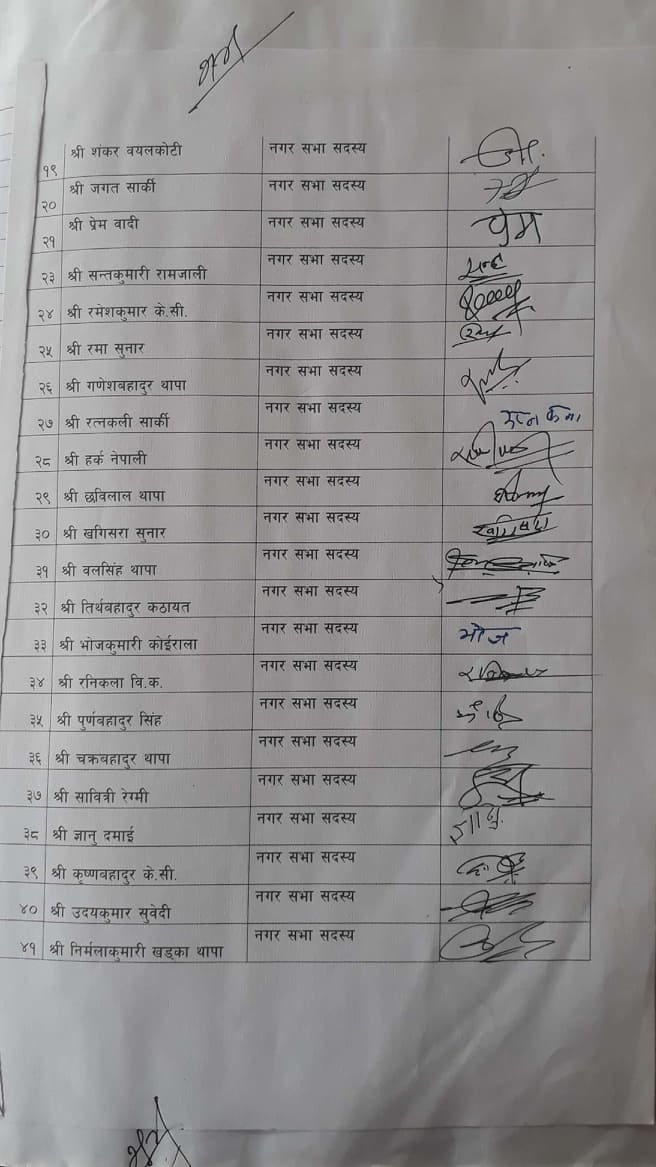 १९ श्री शंकर वयलकोटी नगर सभा सदस्य
२० श्री जगत सार्की नगर सभा सदस्य
२१ श्री प्रेम वादी नगर सभा सदस्य प्रेम
२३ श्री सन्तकुमारी रामजाली नगर सभा सदस्य
२४ श्री रमेशकुमार के.सी. नगर सभा सदस्य
२५ श्री रमा सुनार नगर सभा सदस्य
२६ श्री गणेशबहादुर थापा नगर सभा सदस्य
२७ श्री रत्नकली सार्की नगर सभा सदस्य
२८ श्री हर्क नेपाली नगर सभा सदस्य
२९ श्री छविलाल थापा नगर सभा सदस्य
३० श्री खगिसरा सुनार नगर सभा सदस्य
३१ श्री वलसिंह थापा नगर सभा सदस्य
३२ श्री तिर्थबहादुर कठायत नगर सभा सदस्य
३३ श्री भोजकुमारी कोईराला नगर सभा सदस्य भोज
३४ श्री रनिकला वि.क. नगर सभा सदस्य
३५ श्री पुर्णबहादुर सिंह नगर सभा सदस्य
३६ श्री चक्रबहादुर थापा नगर सभा सदस्य
३७ श्री सावित्री रेग्मी नगर सभा सदस्य
३८ श्री ज्ञानु दमाई नगर सभा सदस्य
३९ श्री कृष्णबहादुर के.सी. नगर सभा सदस्य
४० श्री उदयकुमार सुवेदी नगर सभा सदस्य
४१ श्री निर्मलाकुमारी खड्का थापा नगर सभा सदस्य